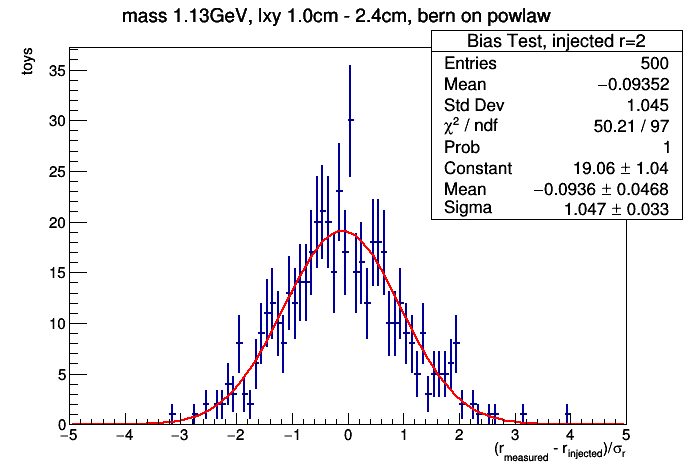 mass 1.13GeV, lxy 1.0cm - 2.4cm, bern on powlaw
toys
Bias Test, injected r=2
Entries 500
Mean −0.09352
Std Dev 1.045
χ² / ndf 50.21 / 97
Prob 1
Constant 19.06 ± 1.04
Mean −0.0936 ± 0.0468
Sigma 1.047 ± 0.033
35
30
25
20
15
10
5
0
−5 −4 −3 −2 −1 0 1 2 3 4 5
(r_measured - r_injected)/σ_r